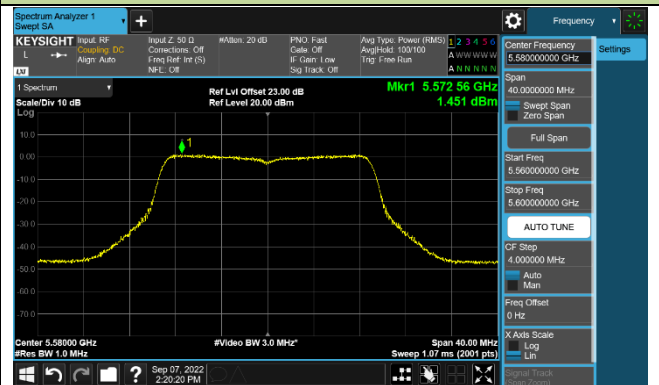 Spectrum Analyzer 1
Swept SA
+
Frequency
KEYSIGHT
L
LXI
Input: RF
Coupling: DC
Align: Auto
Input Z: 50 Ω
Corrections: Off
Freq Ref: Int (S)
NFE: Off
#Atten: 20 dB
PNO: Fast
Gate: Off
IF Gain: Low
Sig Track: Off
Avg Type: Power (RMS)
Avg|Hold: 100/100
Trig: Free Run
1 2 3 4 5 6
A W W W W W
A N N N N N
1 Spectrum
Scale/Div 10 dB
Log
Ref Lvl Offset 23.00 dB
Ref Level 20.00 dBm
Mkr1 5.572 56 GHz
1.451 dBm
1
10.0
0.00
-10.0
-20.0
-30.0
-40.0
-50.0
-60.0
-70.0
Center 5.58000 GHz
#Res BW 1.0 MHz
#Video BW 3.0 MHz*
Span 40.00 MHz
Sweep 1.07 ms (2001 pts)
Center Frequency
5.580000000 GHz
Settings
Span
40.0000000 MHz
Swept Span
Zero Span
Full Span
Start Freq
5.560000000 GHz
Stop Freq
5.600000000 GHz
AUTO TUNE
CF Step
4.000000 MHz
Auto
Man
Freq Offset
0 Hz
X Axis Scale
Log
Lin
Signal Track
(Span Zoom)
?
Sep 07, 2022
2:20:20 PM